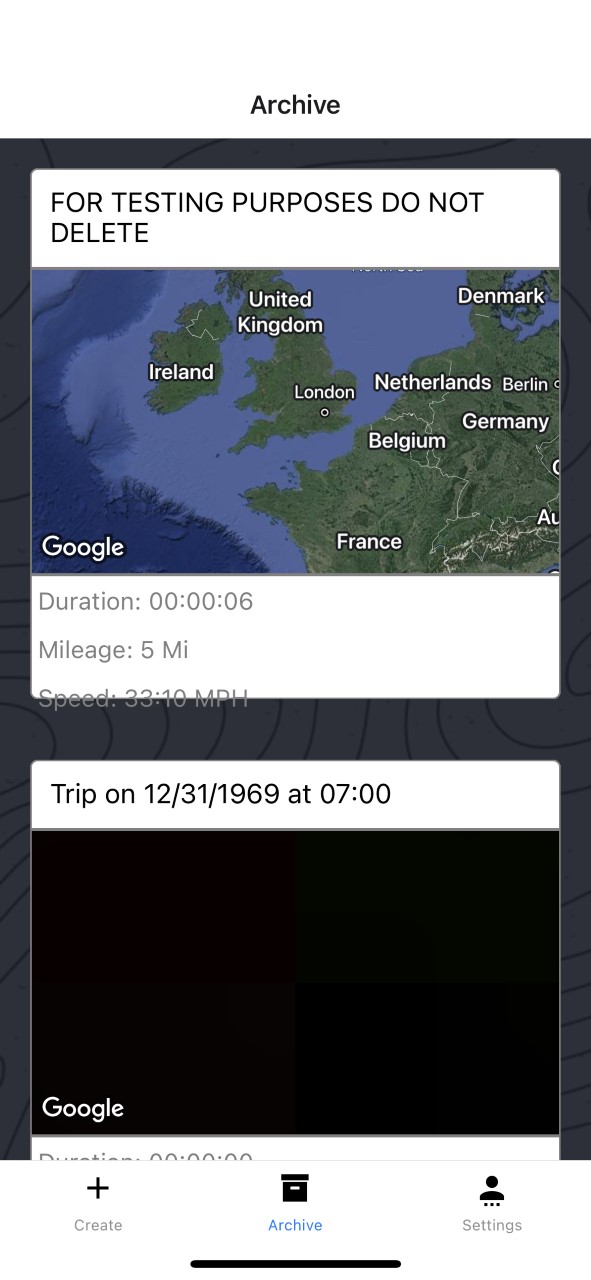 Archive
FOR TESTING PURPOSES DO NOT
DELETE
North Sea
United
Kingdom
Denmark
Ireland
London
Netherlands
Berlin
Germany
Belgium
Au
France
Google
Duration: 00:00:06
Mileage: 5 Mi
Speed: 33:10 MPH
Trip on 12/31/1969 at 07:00
Google
Duration: 00:00:00
Create
Archive
Settings